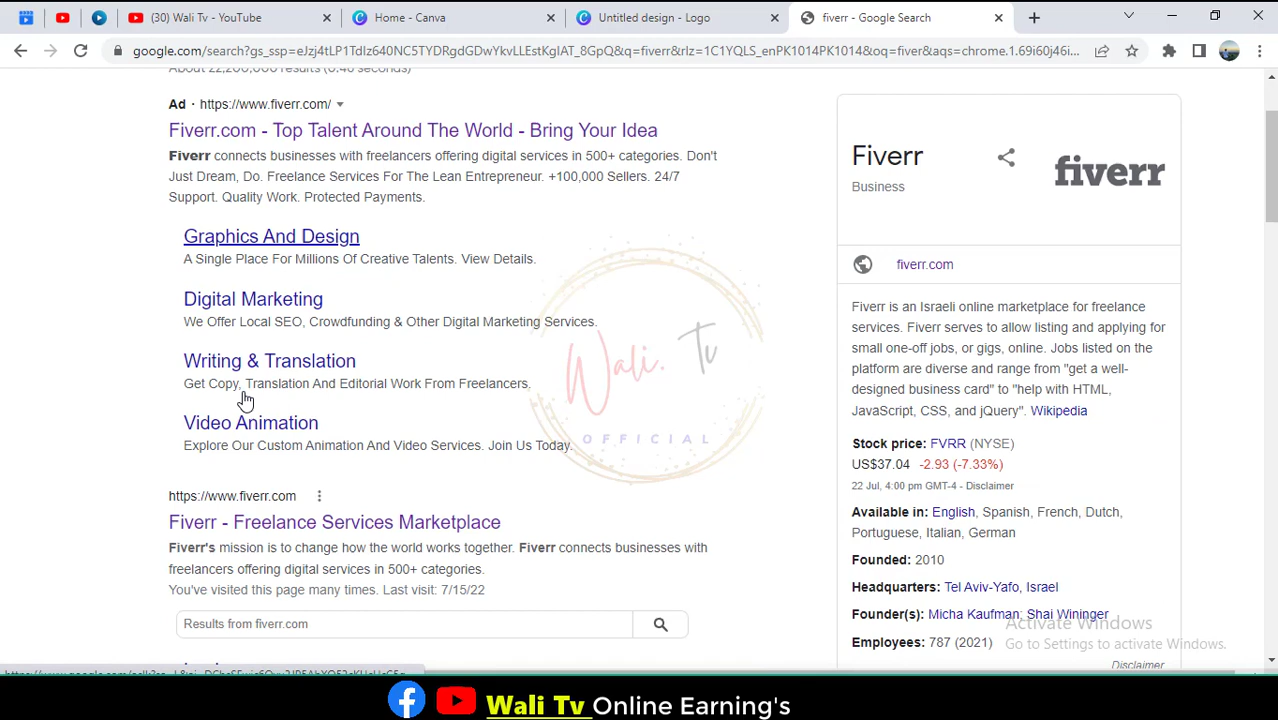 (30) Wali Tv - YouTube
Home - Canva
Untitled design - Logo
fiverr - Google Search
google.com/search?gs_ssp=eJzj4tLP1TdIz640NC5TYDRgdGDwYkvLLEstKgIAT_8GpQ&q=fiverr&rlz=1C1YQLS_enPK1014PK1014&oq=fiver&aqs=chrome.1.69i60j46i...
About 22,200,000 results (0.46 seconds)
Ad · https://www.fiverr.com/
Fiverr.com - Top Talent Around The World - Bring Your Idea
Fiverr connects businesses with freelancers offering digital services in 500+ categories. Don't
Just Dream, Do. Freelance Services For The Lean Entrepreneur. +100,000 Sellers. 24/7
Support. Quality Work. Protected Payments.
Graphics And Design
A Single Place For Millions Of Creative Talents. View Details.
Digital Marketing
We Offer Local SEO, Crowdfunding & Other Digital Marketing Services.
Writing & Translation
Get Copy, Translation And Editorial Work From Freelancers.
Video Animation
Explore Our Custom Animation And Video Services. Join Us Today.
https://www.fiverr.com
Fiverr - Freelance Services Marketplace
Fiverr's mission is to change how the world works together. Fiverr connects businesses with
freelancers offering digital services in 500+ categories.
You've visited this page many times. Last visit: 7/15/22
Results from fiverr.com
Wali. Tv
OFFICIAL
Fiverr
Business
fiverr
fiverr.com
Fiverr is an Israeli online marketplace for freelance
services. Fiverr serves to allow listing and applying for
small one-off jobs, or gigs, online. Jobs listed on the
platform are diverse and range from "get a well-
designed business card" to "help with HTML,
JavaScript, CSS, and jQuery". Wikipedia
Stock price: FVRR (NYSE)
US$37.04 -2.93 (-7.33%)
22 Jul, 4:00 pm GMT-4 - Disclaimer
Available in: English, Spanish, French, Dutch,
Portuguese, Italian, German
Founded: 2010
Headquarters: Tel Aviv-Yafo, Israel
Founder(s): Micha Kaufman; Shai Wininger
Employees: 787 (2021)
Disclaimer
Activate Windows
Go to Settings to activate Windows.
Wali Tv Online Earning's